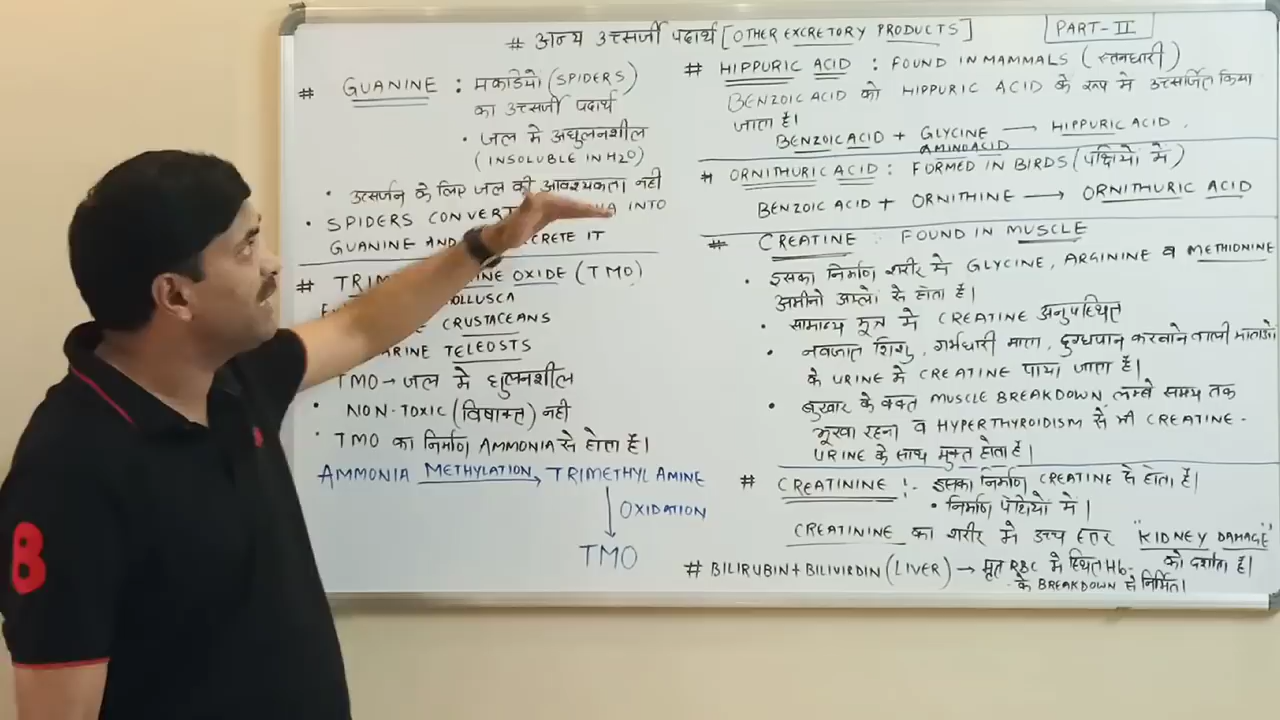 # अन्य उत्सर्जी पदार्थ [OTHER EXCRETORY PRODUCTS]
PART-II
# GUANINE : मकडियो (SPIDERS)
का उत्सर्जी पदार्थ
• जल मे अघुलनशील
(INSOLUBLE IN H2O)
• उत्सर्जन के लिए जल की आवश्यकता नही
• SPIDERS CONVERT INTO
GUANINE AND IT
# OXIDE (TMO)
MOLLUSCA
CRUSTACEANS
MARINE TELEOSTS
TMO → जल मे घुलनशील
• NON-TOXIC (विषाक्त) नही
• TMO का निर्माण AMMONIA से होता है।
AMMONIA METHYLATION → TRIMETHYL AMINE
↓ OXIDATION
TMO
# HIPPURIC ACID : FOUND IN MAMMALS (स्तनधारी)
BENZOIC ACID को HIPPURIC ACID के रूप मे उत्सर्जित किया
जाता है।
BENZOIC ACID + GLYCINE → HIPPURIC ACID.
AMINOACID
# ORNITHURIC ACID : FORMED IN BIRDS (पक्षियो मे)
BENZOIC ACID + ORNITHINE → ORNITHURIC ACID
# CREATINE : FOUND IN MUSCLE
• इसका निर्माण शरीर मे GLYCINE, ARGININE व METHIONINE
अमीनो अम्लो से होता है।
• सामान्य मूत्र मे CREATINE अनुपस्थित
• नवजात शिशु, गर्भधारी माता, दुग्धपान करवाने वाली माताओ
के URINE मे CREATINE पाया जाता है।
• बुखार के वक्त MUSCLE BREAKDOWN लम्बे समय तक
भूखा रहना व HYPERTHYROIDISM से भी CREATINE-
URINE के साथ मुक्त होता है।
# CREATININE :- इसका निर्माण CREATINE से होता है।
• निर्माण पेशियो मे।
CREATININE का शरीर मे उच्च स्तर "KIDNEY DAMAGE"
को दर्शाता है।
# BILIRUBIN + BILIVIRDIN (LIVER) → मृत RBC मे स्थित Hb-
के BREAKDOWN से निर्मित।
B